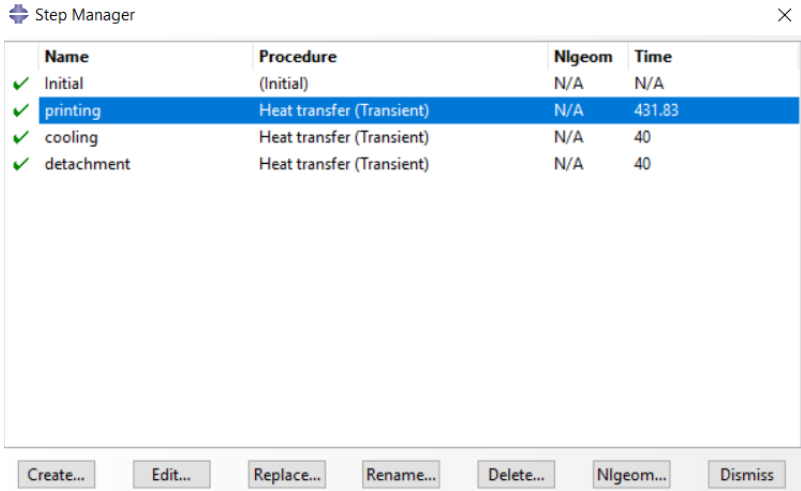 Step Manager
Name Procedure Nlgeom Time
Initial (Initial) N/A N/A
printing Heat transfer (Transient) N/A 431.83
cooling Heat transfer (Transient) N/A 40
detachment Heat transfer (Transient) N/A 40
Create... Edit... Replace... Rename... Delete... Nlgeom... Dismiss